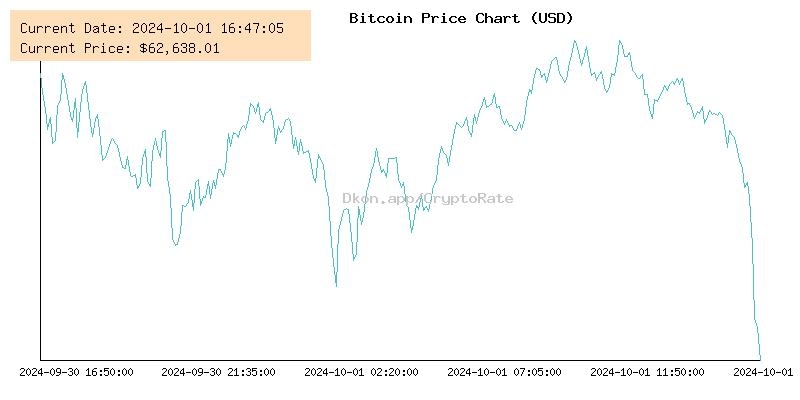 Bitcoin Price Chart (USD)
Current Date: 2024-10-01 16:47:05
Current Price: $62,638.01
Dkon.app/CryptoRate
2024-09-30 16:50:00 2024-09-30 21:35:00 2024-10-01 02:20:00 2024-10-01 07:05:00 2024-10-01 11:50:00 2024-10-01